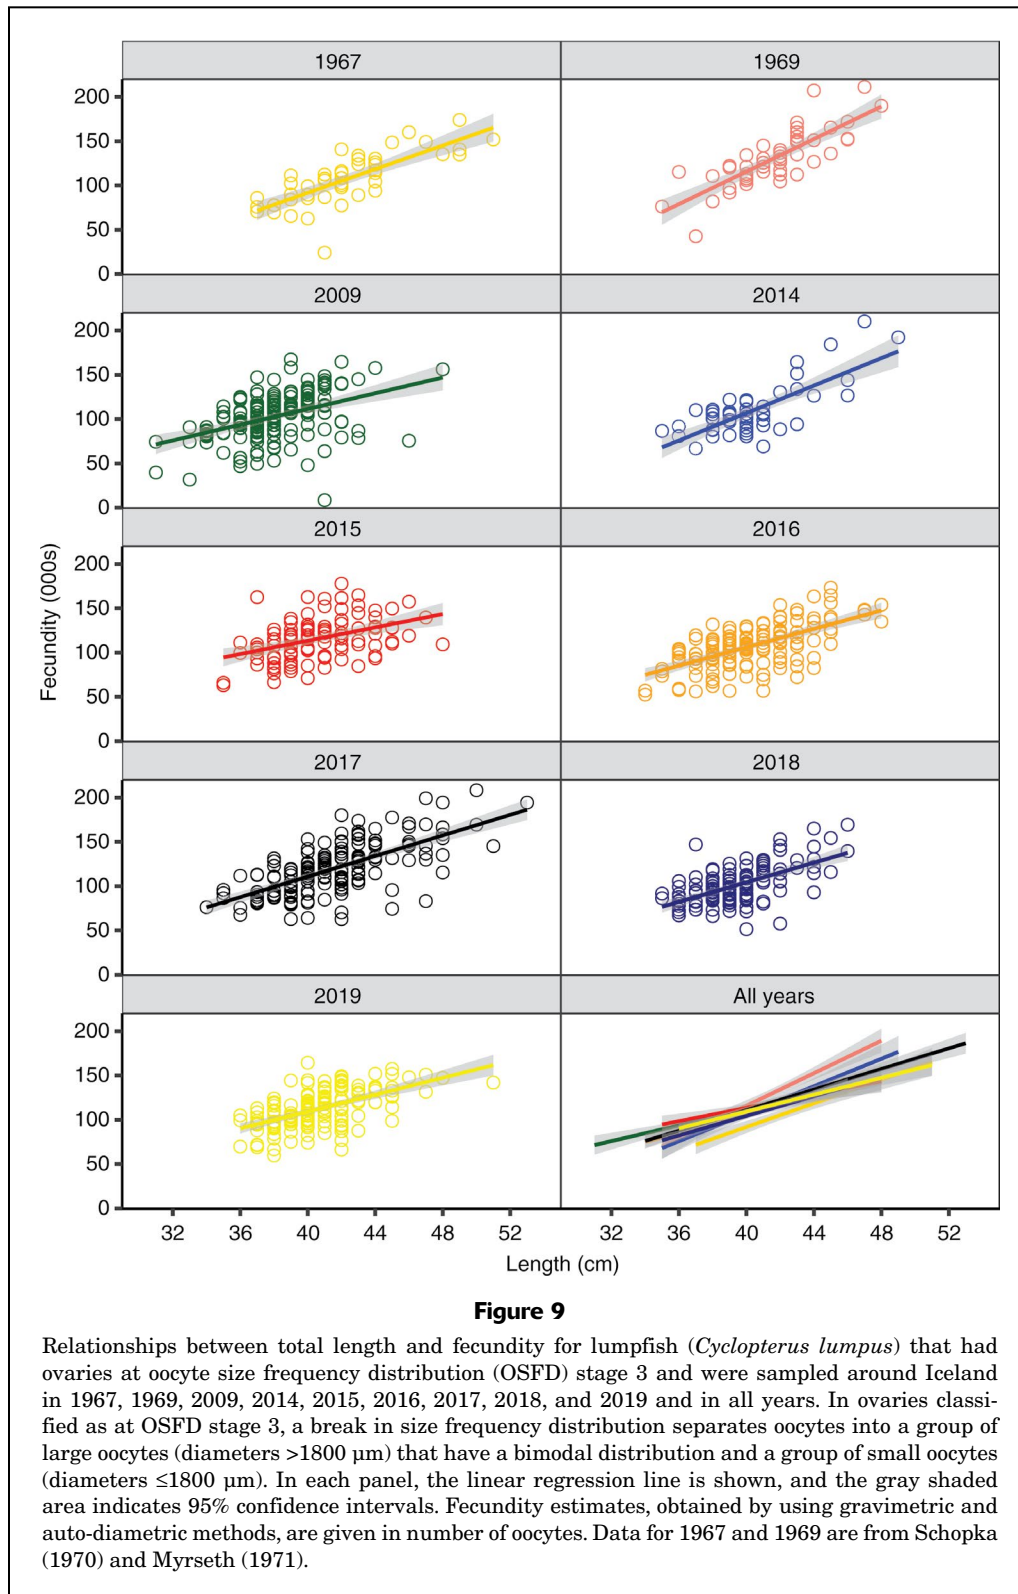 1967 1969
200
150
100
50
0
2009 2014
200
150
100
50
0
2015 2016
200
150
100
50
0
Fecundity (000s)
2017 2018
200
150
100
50
0
2019 All years
200
150
100
50
0
32 36 40 44 48 52 32 36 40 44 48 52
Length (cm)
Figure 9
Relationships between total length and fecundity for lumpfish (Cyclopterus lumpus) that had
ovaries at oocyte size frequency distribution (OSFD) stage 3 and were sampled around Iceland
in 1967, 1969, 2009, 2014, 2015, 2016, 2017, 2018, and 2019 and in all years. In ovaries classi-
fied as at OSFD stage 3, a break in size frequency distribution separates oocytes into a group of
large oocytes (diameters >1800 μm) that have a bimodal distribution and a group of small oocytes
(diameters ≤1800 μm). In each panel, the linear regression line is shown, and the gray shaded
area indicates 95% confidence intervals. Fecundity estimates, obtained by using gravimetric and
auto-diametric methods, are given in number of oocytes. Data for 1967 and 1969 are from Schopka
(1970) and Myrseth (1971).